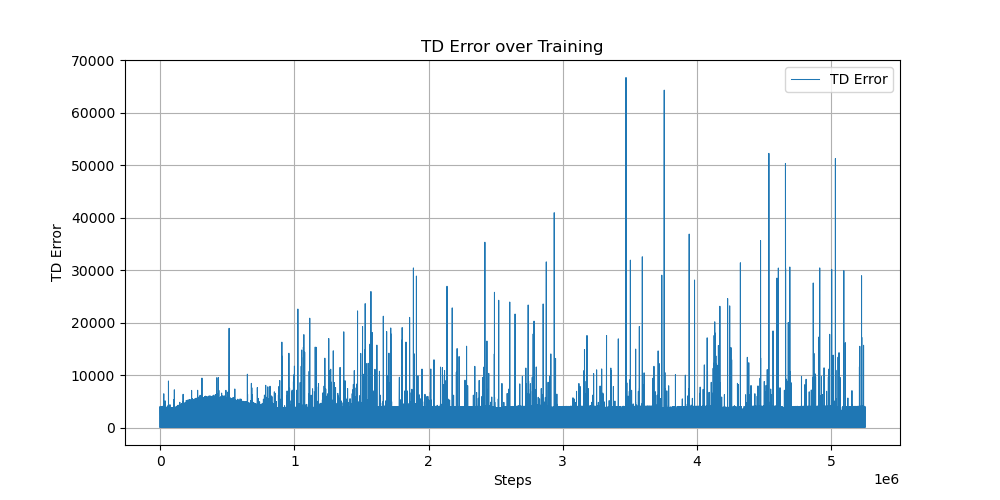 TD Error over Training
70000
60000
50000
40000
30000
20000
10000
0
TD Error
TD Error
0 1 2 3 4 5
1e6
Steps